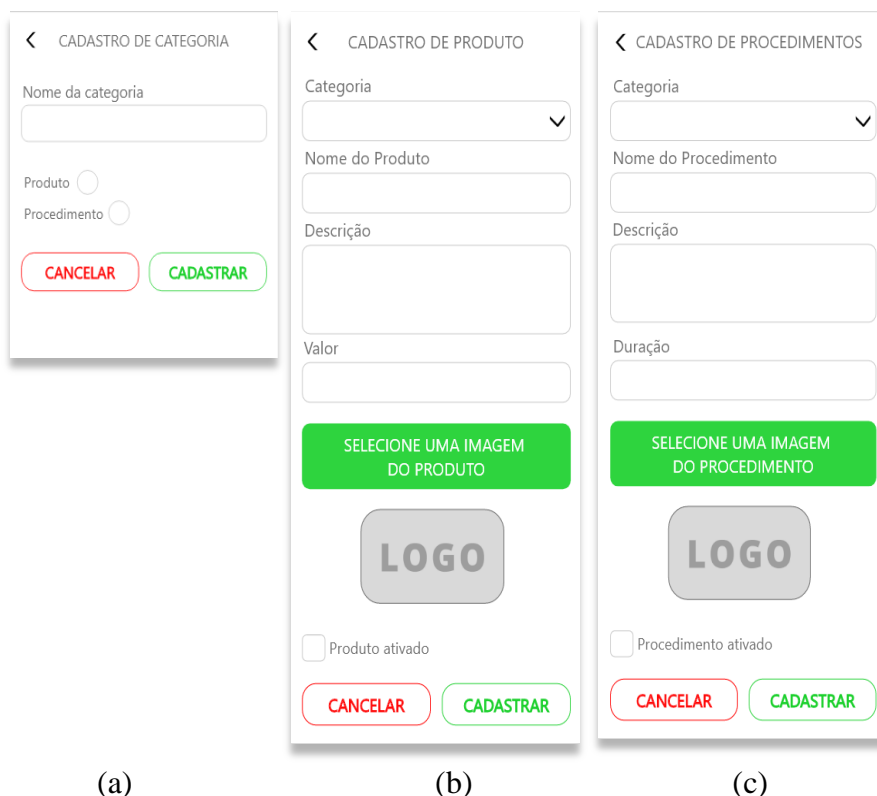 CADASTRO DE CATEGORIA
Nome da categoria
Produto
Procedimento
CANCELAR
CADASTRAR
(a)
CADASTRO DE PRODUTO
Categoria
Nome do Produto
Descrição
Valor
SELECIONE UMA IMAGEM
DO PRODUTO
LOGO
Produto ativado
CANCELAR
CADASTRAR
(b)
CADASTRO DE PROCEDIMENTOS
Categoria
Nome do Procedimento
Descrição
Duração
SELECIONE UMA IMAGEM
DO PROCEDIMENTO
LOGO
Procedimento ativado
CANCELAR
CADASTRAR
(c)